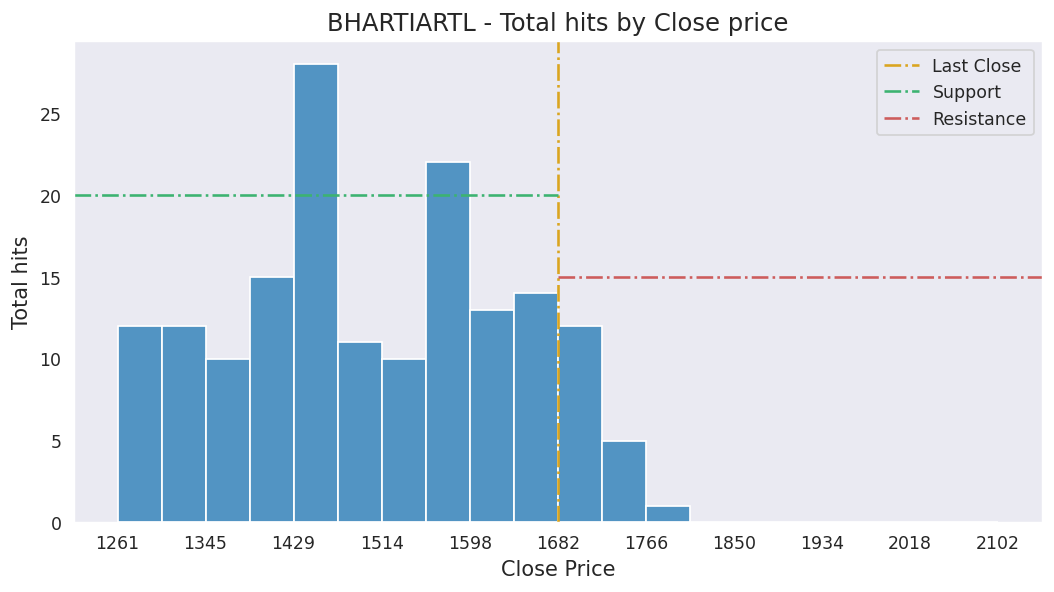 BHARTIARTL - Total hits by Close price
Last Close
Support
Resistance
Total hits
25
20
15
10
5
0
1261 1345 1429 1514 1598 1682 1766 1850 1934 2018 2102
Close Price